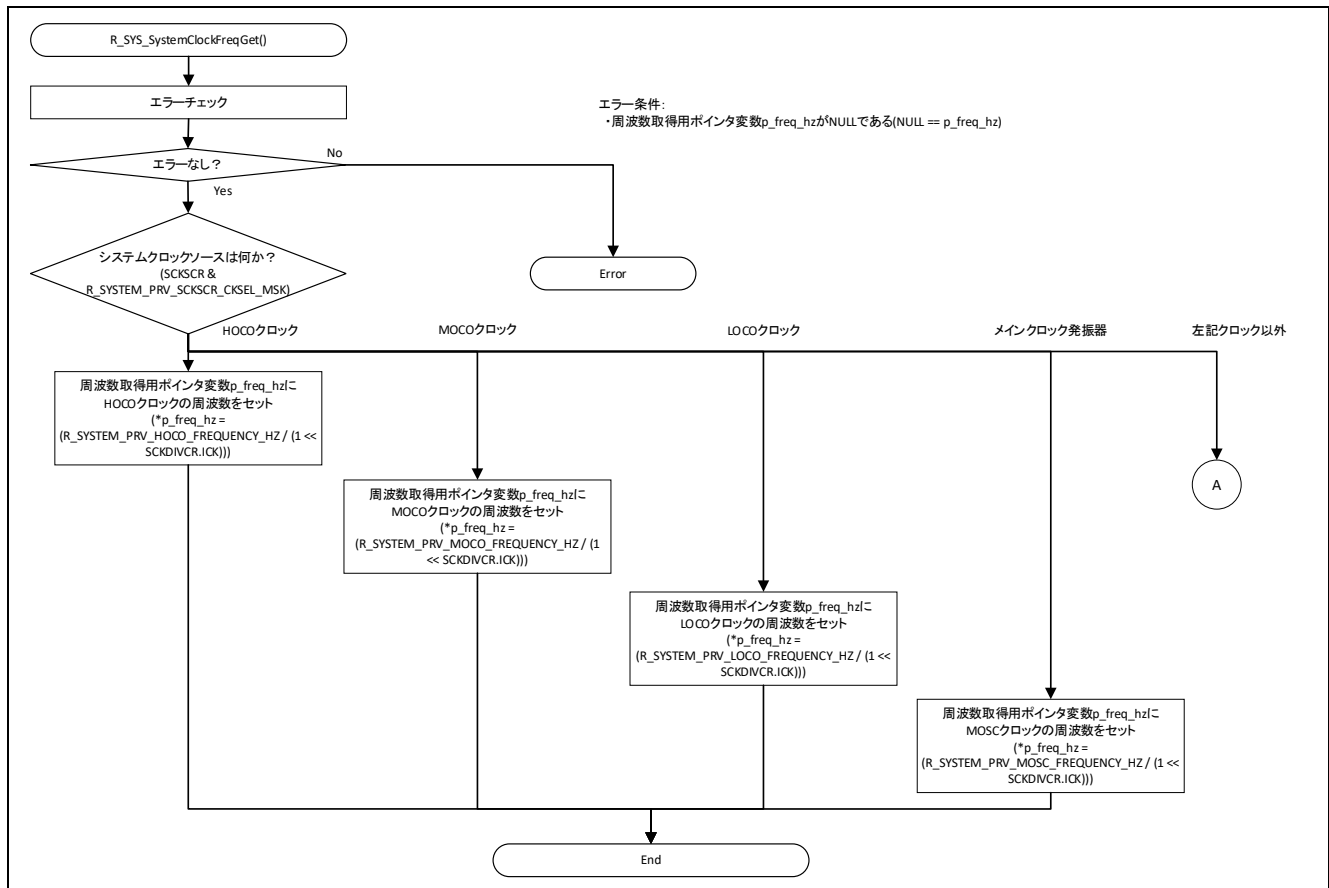 R_SYS_SystemClockFreqGet()
エラーチェック
エラー条件:
・周波数取得用ポインタ変数p_freq_hzがNULLである(NULL == p_freq_hz)
エラーなし？
No
Yes
システムクロックソースは何か？
(SCKSCR &
R_SYSTEM_PRV_SCKSCR_CKSEL_MSK)
Error
HOCOクロック
MOCOクロック
LOCOクロック
メインクロック発振器
左記クロック以外
周波数取得用ポインタ変数p_freq_hzに
HOCOクロックの周波数をセット
(*p_freq_hz =
(R_SYSTEM_PRV_HOCO_FREQUENCY_HZ / (1 <<
SCKDIVCR.ICK)))
周波数取得用ポインタ変数p_freq_hzに
MOCOクロックの周波数をセット
(*p_freq_hz =
(R_SYSTEM_PRV_MOCO_FREQUENCY_HZ / (1
<< SCKDIVCR.ICK)))
A
周波数取得用ポインタ変数p_freq_hzに
LOCOクロックの周波数をセット
(*p_freq_hz =
(R_SYSTEM_PRV_LOCO_FREQUENCY_HZ / (1 <<
SCKDIVCR.ICK)))
周波数取得用ポインタ変数p_freq_hzに
MOSCクロックの周波数をセット
(*p_freq_hz =
(R_SYSTEM_PRV_MOSC_FREQUENCY_HZ / (1 <<
SCKDIVCR.ICK)))
End